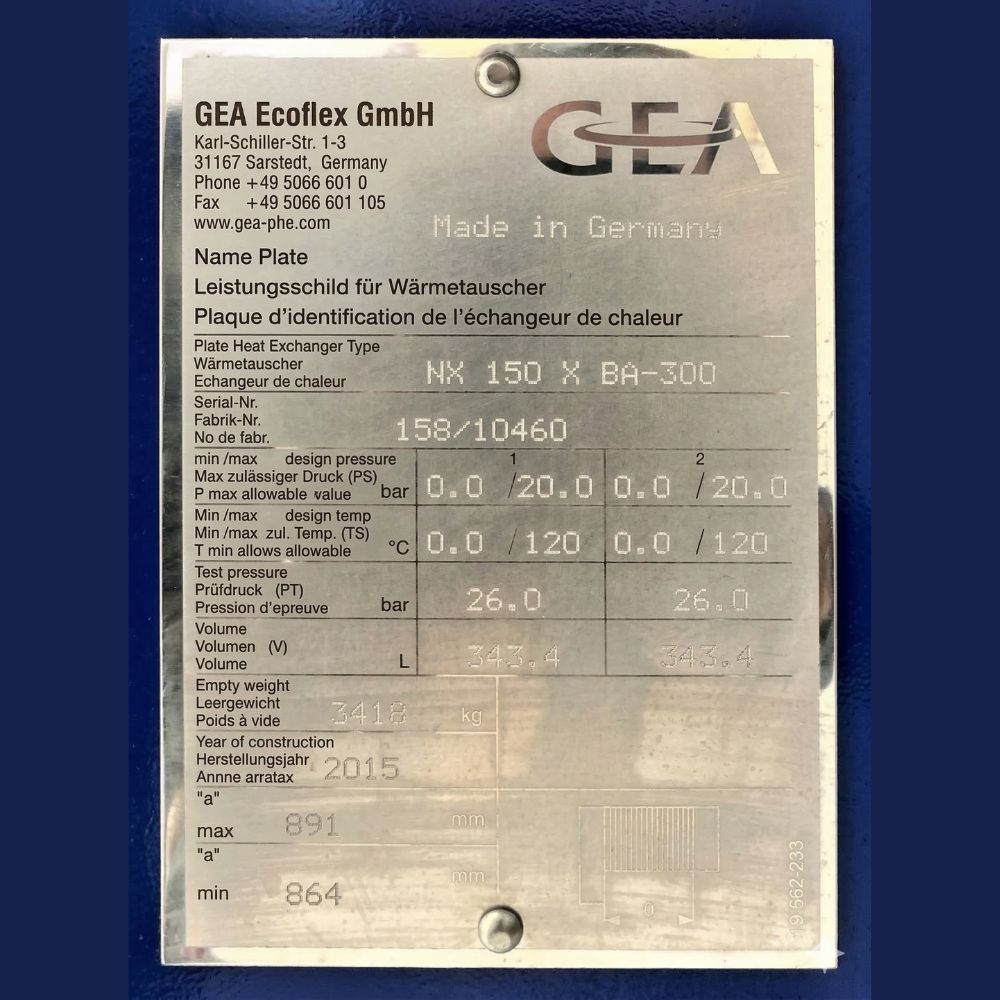 GEA Ecoflex GmbH
GEA
Karl-Schiller-Str. 1-3
31167 Sarstedt, Germany
Phone +49 5066 601 0
Fax +49 5066 601 105
www.gea-phe.com
Made in Germany
Name Plate
Leistungsschild für Wärmetauscher
Plaque d'identification de l'échangeur de chaleur
Plate Heat Exchanger Type
Wärmetauscher
Echangeur de chaleur
NX 150 X BA-300
Serial-Nr.
Fabrik-Nr.
No de fabr.
158/10460
min /max design pressure 1 2
Max zulässiger Druck (PS)
P max allowable value bar 0.0 /20.0 0.0 /20.0
Min /max design temp
Min /max zul. Temp. (TS)
T min allows allowable °C 0.0 /120 0.0 /120
Test pressure
Prüfdruck (PT)
Pression d'epreuve bar 26.0 26.0
Volume
Volumen (V)
Volume L 343.4 343.4
Empty weight
Leergewicht
Poids à vide 3418 kg
Year of construction
Herstellungsjahr
Annne arratax 2015
"a"
max 891 mm
"a"
min 864 mm
19 662-233